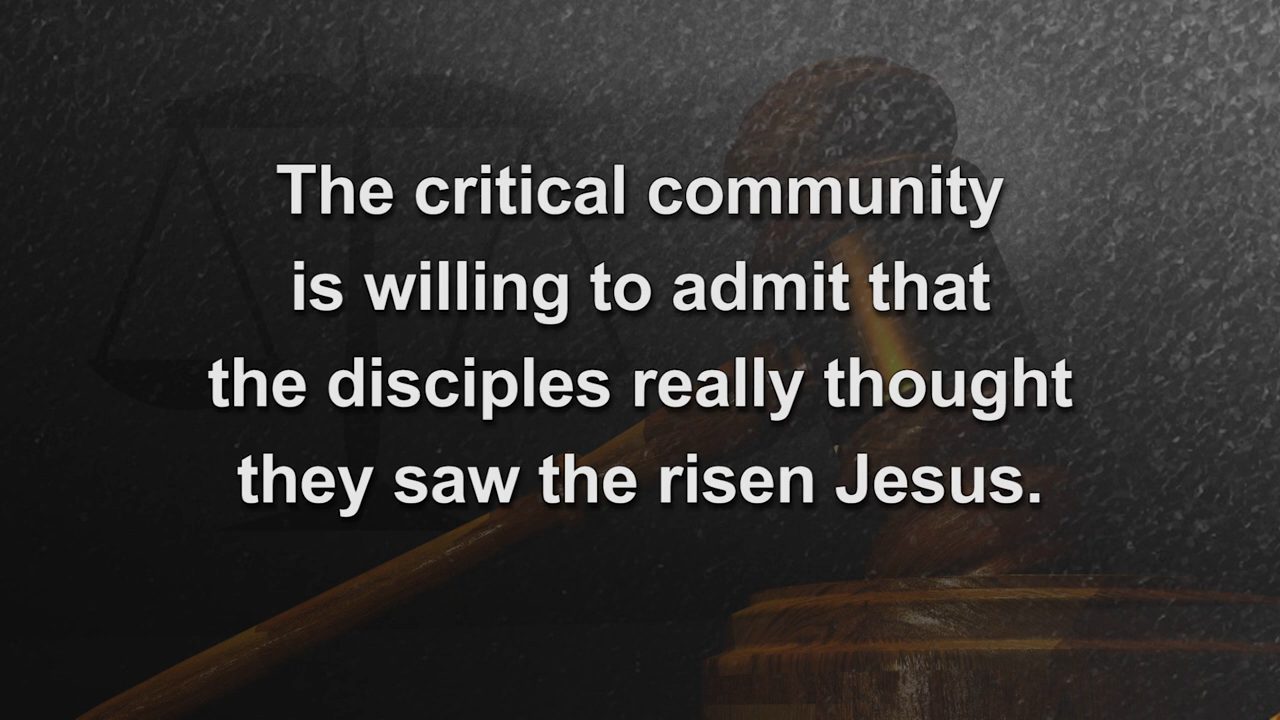 The critical community
is willing to admit that
the disciples really thought
they saw the risen Jesus.